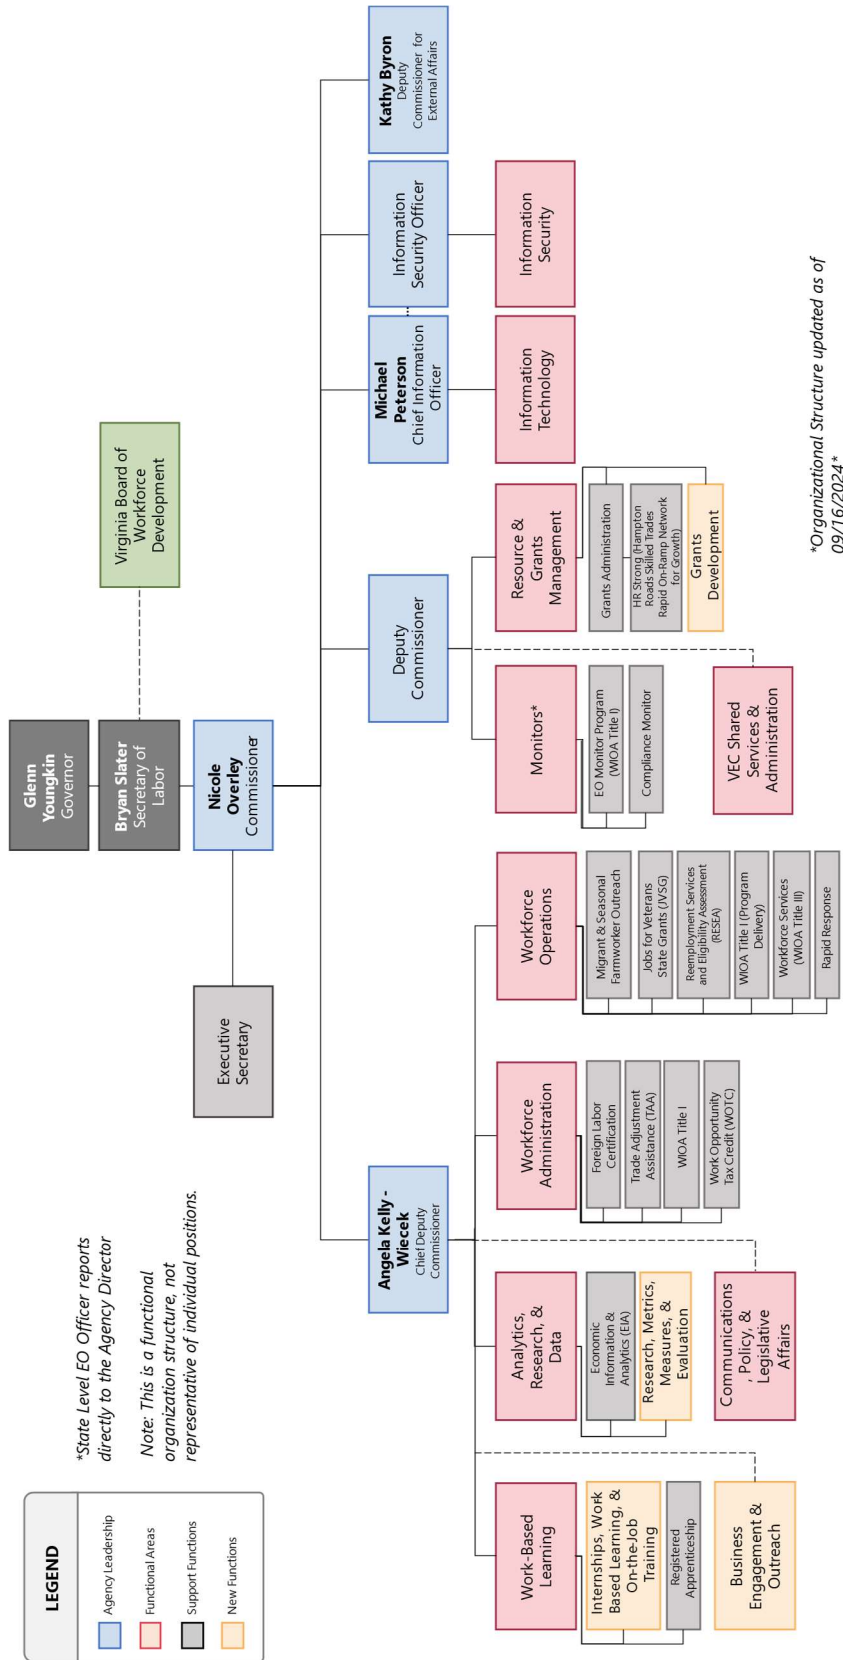 Glenn
Youngkin
Governor
Bryan Slater
Secretary of
Labor
Virginia Board of
Workforce
Development
Nicole
Overley
Commissioner
Executive
Secretary
Angela Kelly -
Wiecek
Chief Deputy
Commissioner
Deputy
Commissioner
Michael
Peterson
Chief Information
Officer
...
Information
Security Officer
Kathy Byron
Deputy
Commissioner for
External Affairs
Work-Based
Learning
Internships, Work
Based Learning, &
On-the-Job
Training
Registered
Apprenticeship
Business
Engagement &
Outreach
Analytics,
Research, &
Data
Economic
Information &
Analytics (EIA)
Research, Metrics,
Measures, &
Evaluation
Communications
, Policy, &
Legislative
Affairs
Workforce
Administration
Foreign Labor
Certification
Trade Adjustment
Assistance (TAA)
WIOA Title I
Work Opportunity
Tax Credit (WOTC)
Workforce
Operations
Migrant & Seasonal
Farmworker Outreach
Jobs for Veterans
State Grants (JVSG)
Reemployment Services
and Eligibility Assessment
(RESEA)
WIOA Title I (Program
Delivery)
Workforce Services
(WIOA Title III)
Rapid Response
Monitors*
EO Monitor Program
(WIOA Title I)
Compliance Monitor
VEC Shared
Services &
Administration
Resource &
Grants
Management
Grants Administration
HR Strong (Hampton
Roads Skilled Trades
Rapid On-Ramp Network
for Growth)
Grants
Development
Information
Technology
Information
Security
LEGEND
Agency Leadership
Functional Areas
Support Functions
New Functions
*State Level EO Officer reports
directly to the Agency Director
Note: This is a functional
organization structure, not
representative of individual positions.
*Organizational Structure updated as of
09/16/2024*